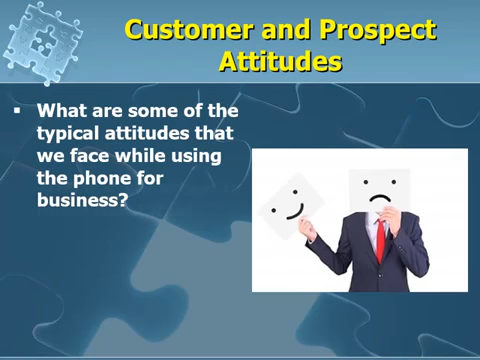 Customer and Prospect
Attitudes
▪ What are some of the
typical attitudes that
we face while using
the phone for
business?